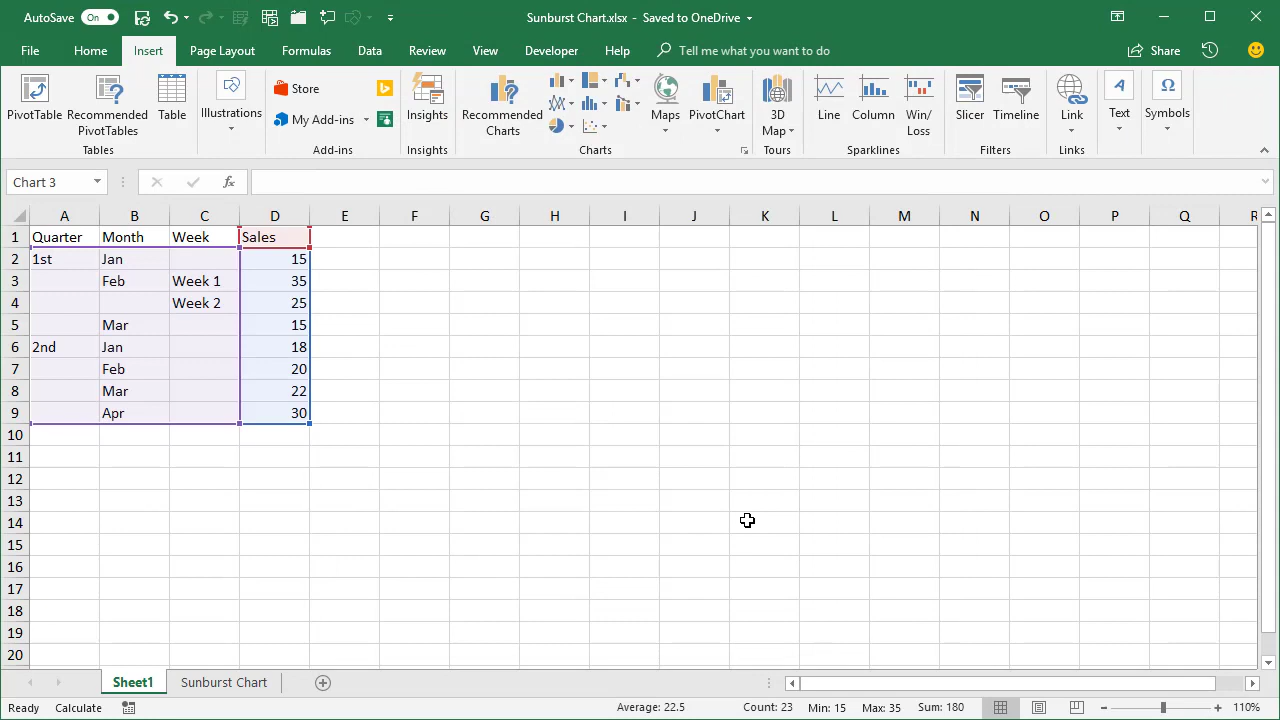 AutoSave On
Sunburst Chart.xlsx - Saved to OneDrive
File Home Insert Page Layout Formulas Data Review View Developer Help Tell me what you want to do Share
PivotTable
Recommended
PivotTables
Table
Tables
Illustrations
Store
My Add-ins
Add-ins
Insights
Insights
Recommended
Charts
Maps
PivotChart
Charts
3D
Map
Tours
Line
Column
Win/
Loss
Sparklines
Slicer
Timeline
Filters
Link
Links
A
Text
Ω
Symbols
Chart 3
fx
A B C D E F G H I J K L M N O P Q R
1 Quarter Month Week Sales
2 1st Jan 15
3 Feb Week 1 35
4 Week 2 25
5 Mar 15
6 2nd Jan 18
7 Feb 20
8 Mar 22
9 Apr 30
10
11
12
13
14
15
16
17
18
19
20
Sheet1 Sunburst Chart
Ready Calculate Average: 22.5 Count: 23 Min: 15 Max: 35 Sum: 180 110%